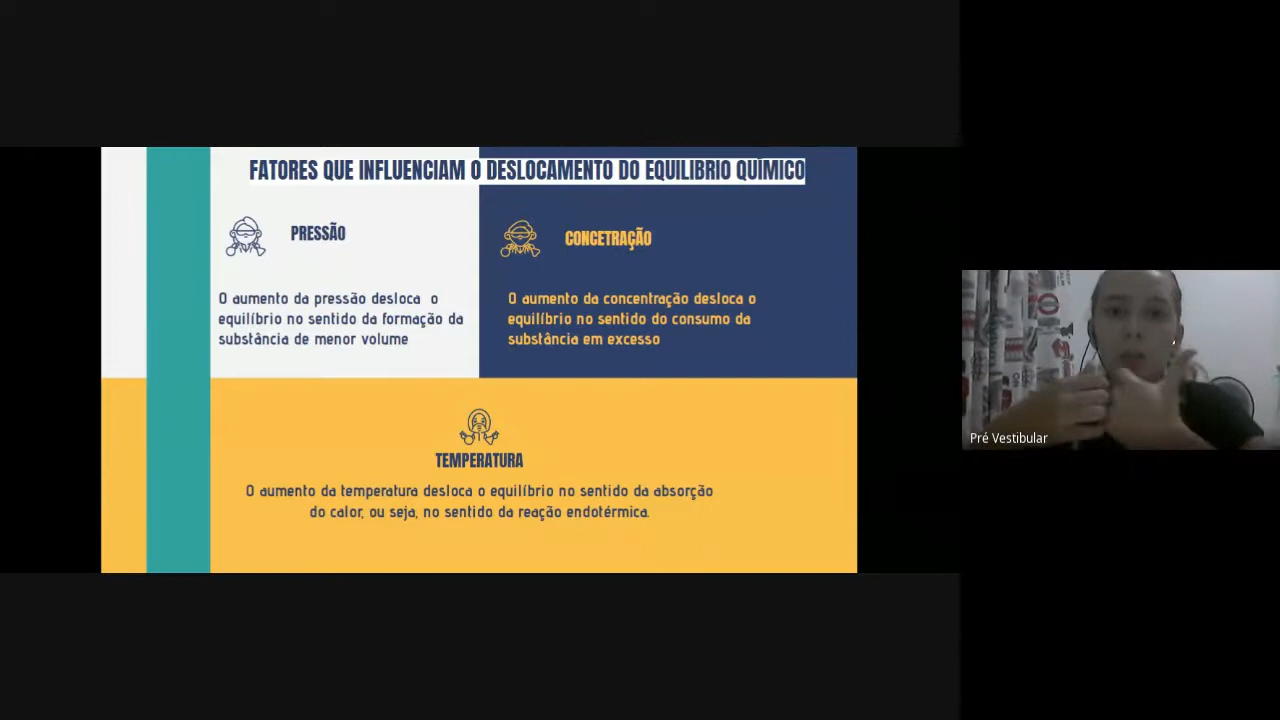 FATORES QUE INFLUENCIAM O DESLOCAMENTO DO EQUILIBRIO QUÍMICO
PRESSÃO
O aumento da pressão desloca o
equilíbrio no sentido da formação da
substância de menor volume
CONCETRAÇÃO
O aumento da concentração desloca o
equilíbrio no sentido do consumo da
substância em excesso
TEMPERATURA
O aumento da temperatura desloca o equilíbrio no sentido da absorção
do calor, ou seja, no sentido da reação endotérmica.
Pré Vestibular